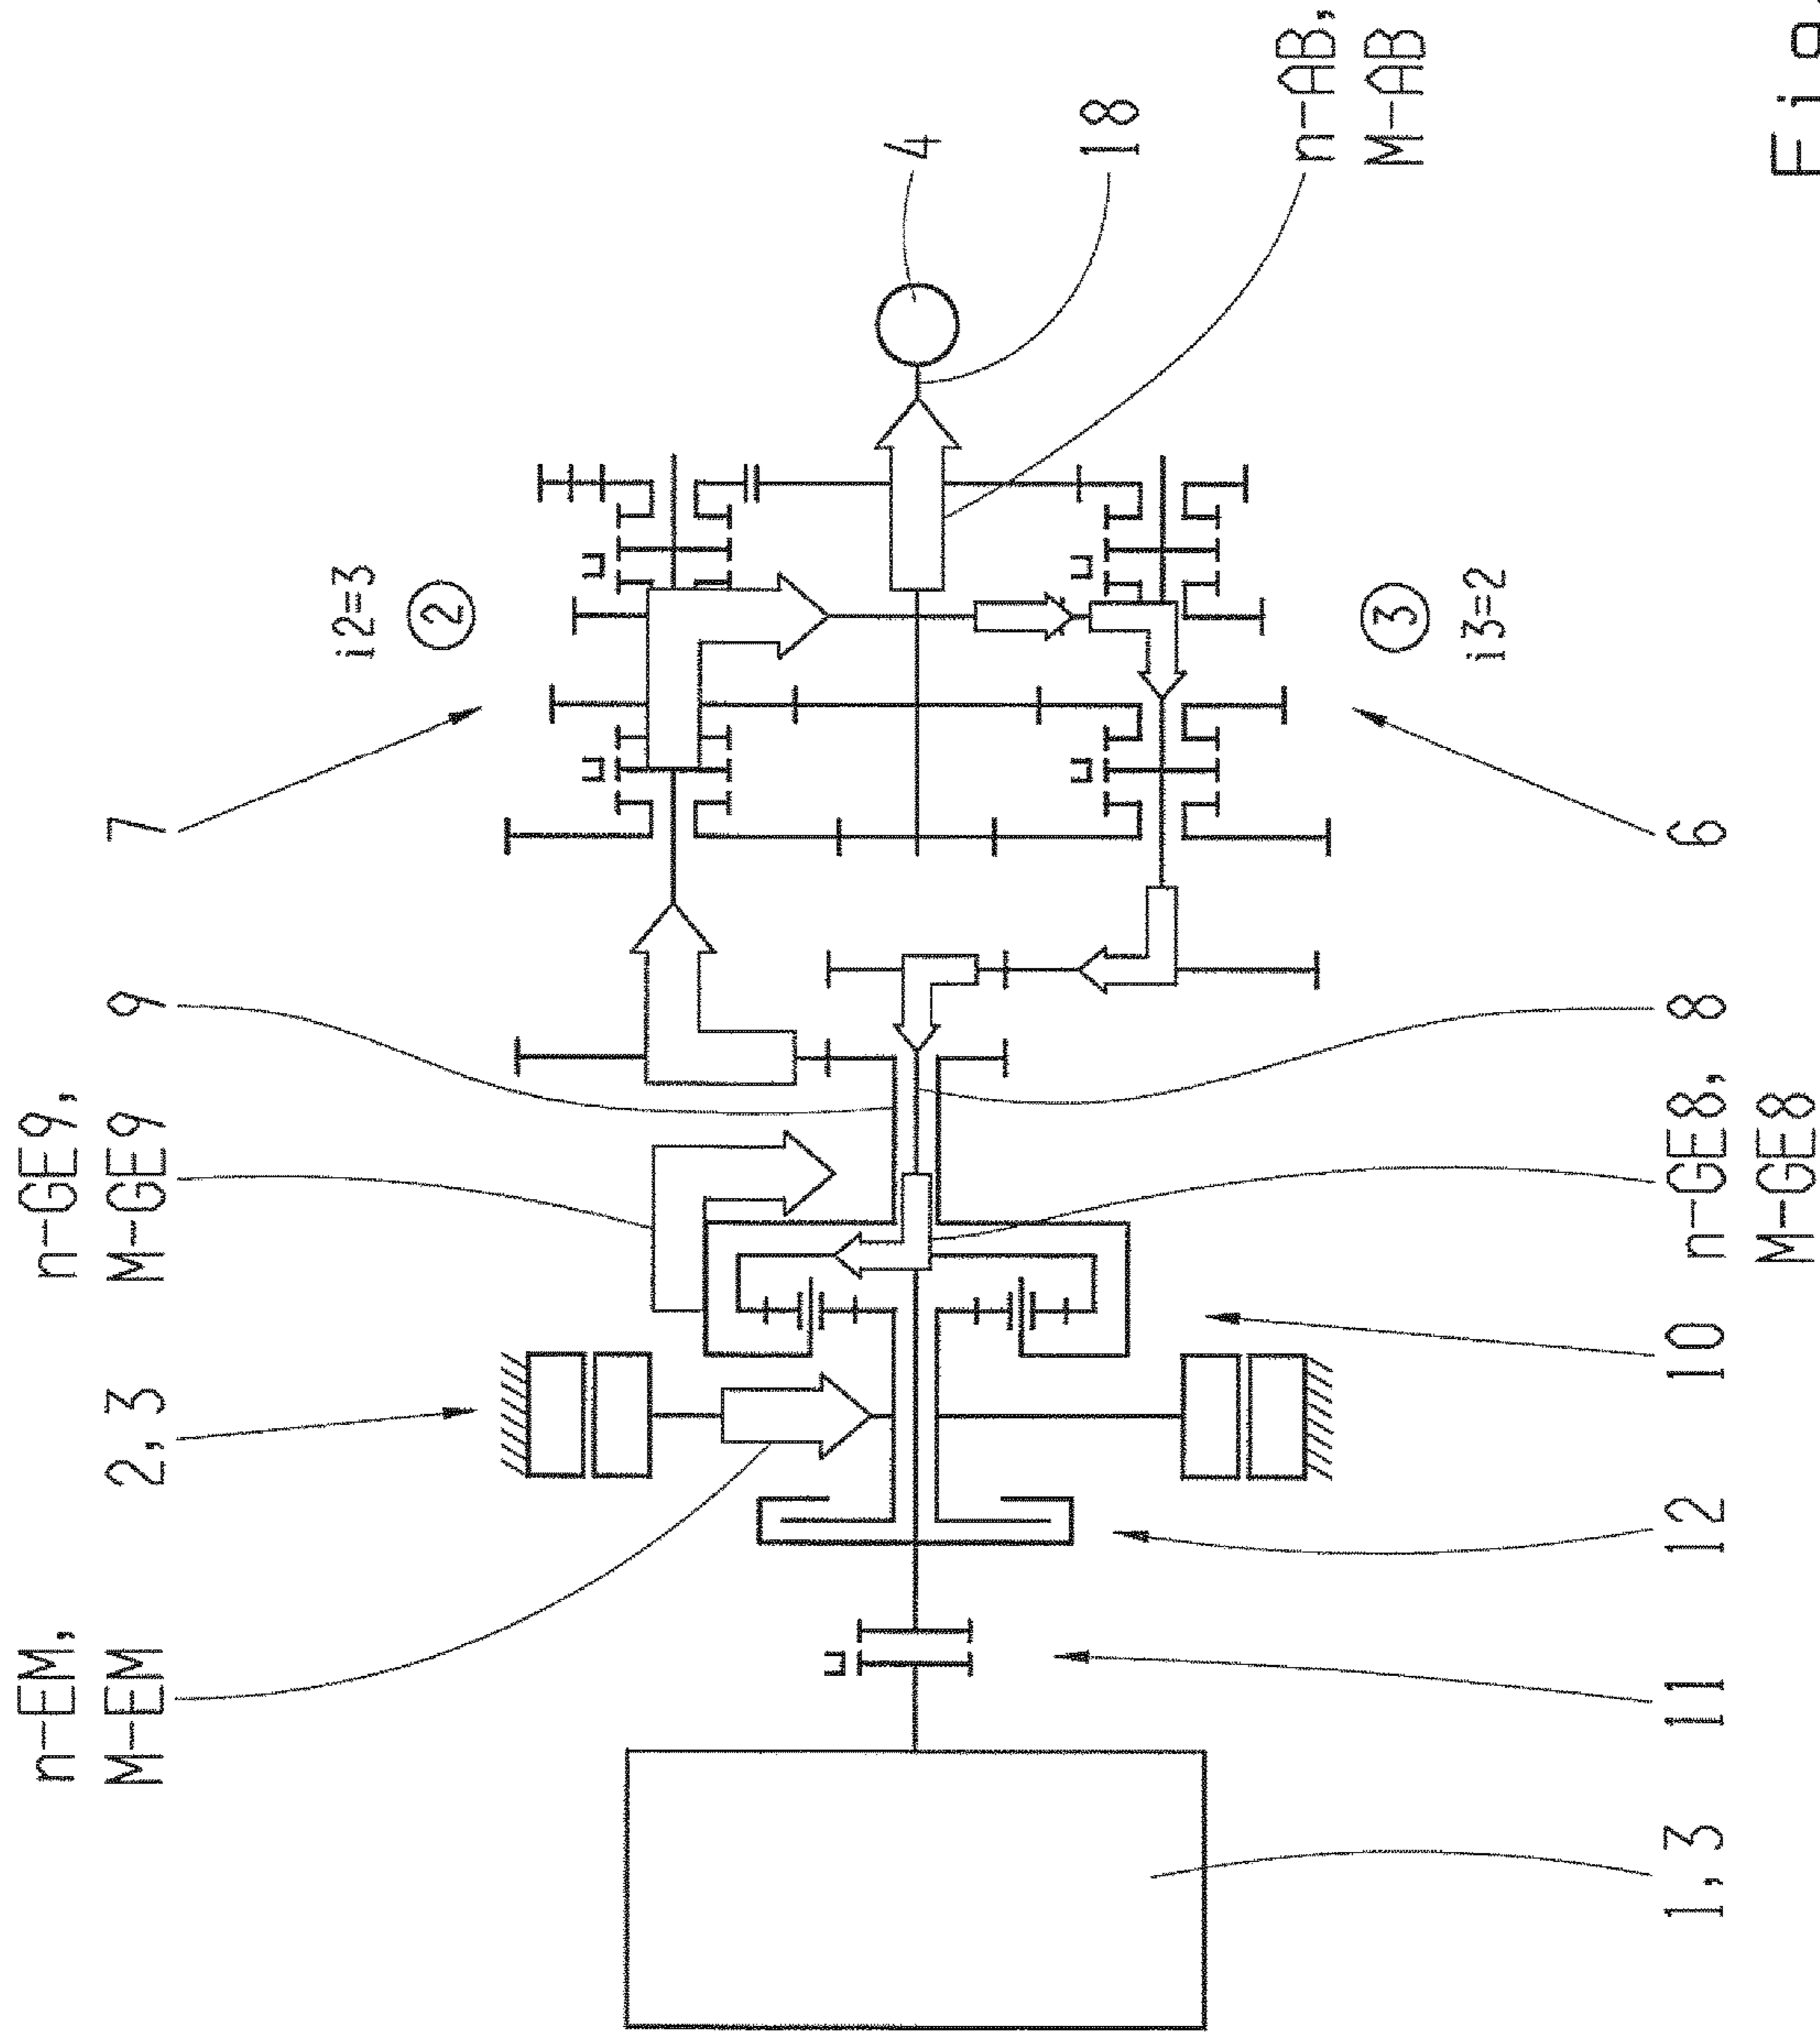 n-EM,
M-EM
2,3
n-GE9,
M-GE9
9
7
i2=3
2
4
18
n-AB,
M-AB
3
i3=2
1,3
11
12
10
n-GE8,
M-GE8
8
6